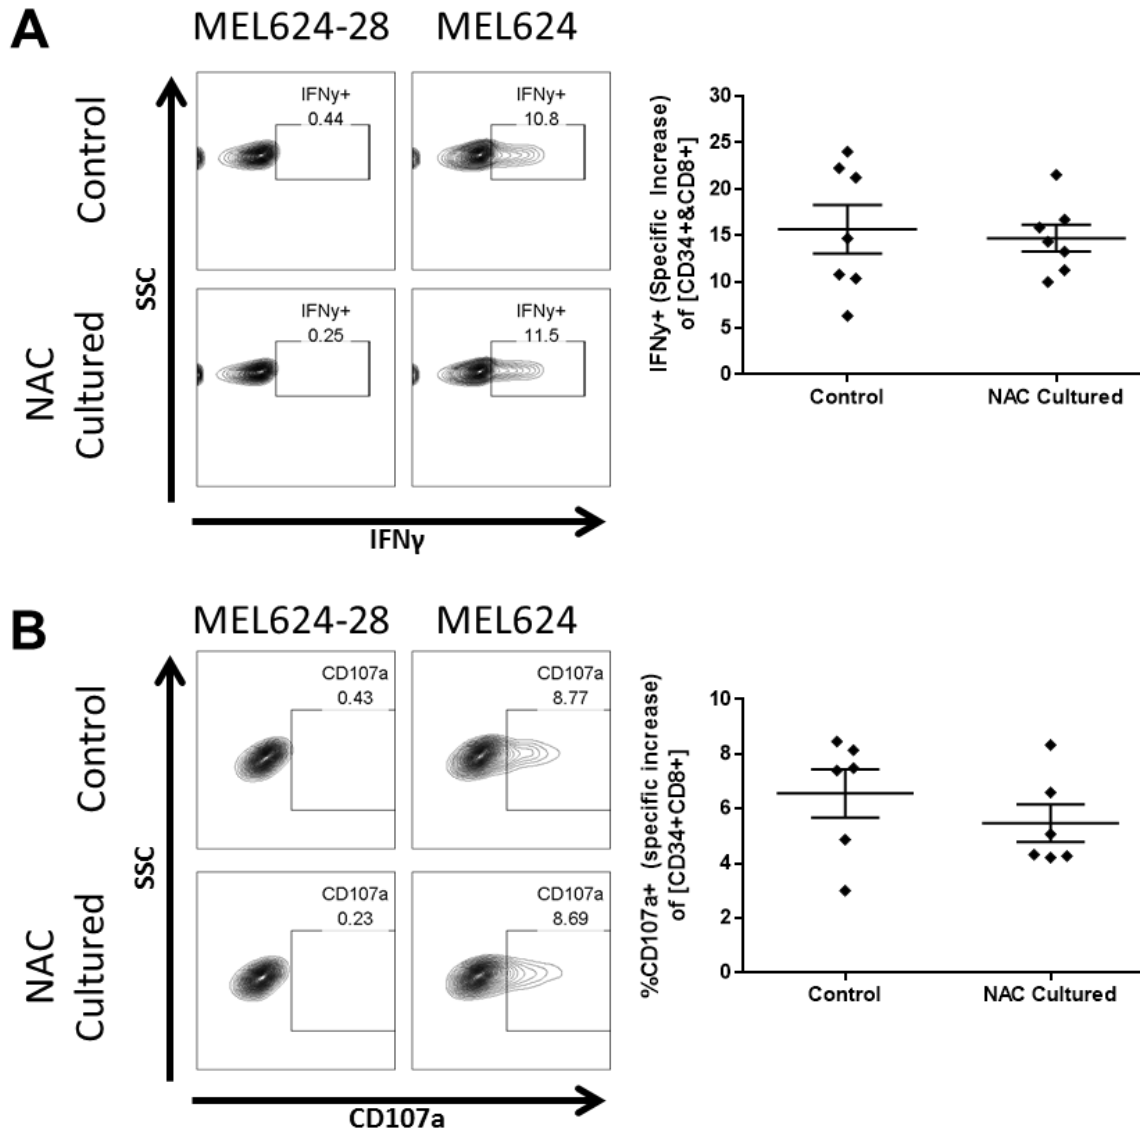 A
MEL624-28
MEL624
Control
NAC
Cultured
SSC
IFNy+
0.44
IFNy+
10.8
IFNy+
0.25
IFNy+
11.5
IFNγ
IFNy+ (Specific Increase)
of [CD34+&CD8+]
30
25
20
15
10
5
0
Control
NAC Cultured
B
MEL624-28
MEL624
Control
NAC
Cultured
SSC
CD107a
0.43
CD107a
8.77
CD107a
0.23
CD107a
8.69
CD107a
%CD107a+ (specific increase)
of [CD34+CD8+]
10
8
6
4
2
0
Control
NAC Cultured